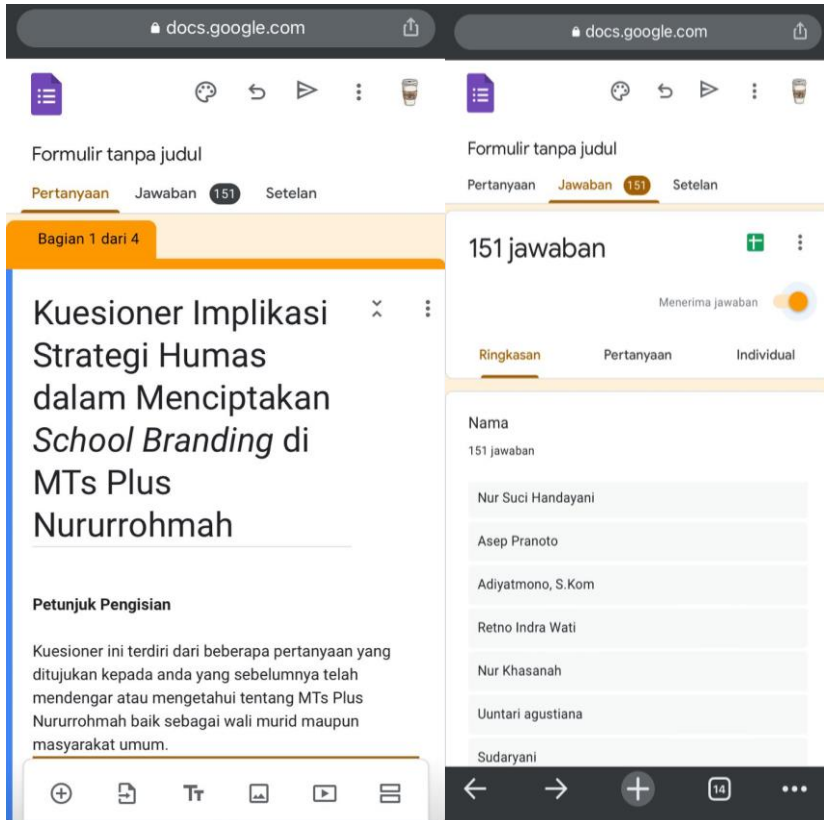 docs.google.com
Formulir tanpa judul
Pertanyaan Jawaban 151 Setelan
Bagian 1 dari 4
Kuesioner Implikasi
Strategi Humas
dalam Menciptakan
School Branding di
MTs Plus
Nururrohmah
Petunjuk Pengisian
Kuesioner ini terdiri dari beberapa pertanyaan yang
ditujukan kepada anda yang sebelumnya telah
mendengar atau mengetahui tentang MTs Plus
Nururrohmah baik sebagai wali murid maupun
masyarakat umum.
Tт
docs.google.com
Formulir tanpa judul
Pertanyaan Jawaban 151 Setelan
151 jawaban
Menerima jawaban
Ringkasan Pertanyaan Individual
Nama
151 jawaban
Nur Suci Handayani
Asep Pranoto
Adiyatmono, S.Kom
Retno Indra Wati
Nur Khasanah
Uuntari agustiana
Sudaryani
14